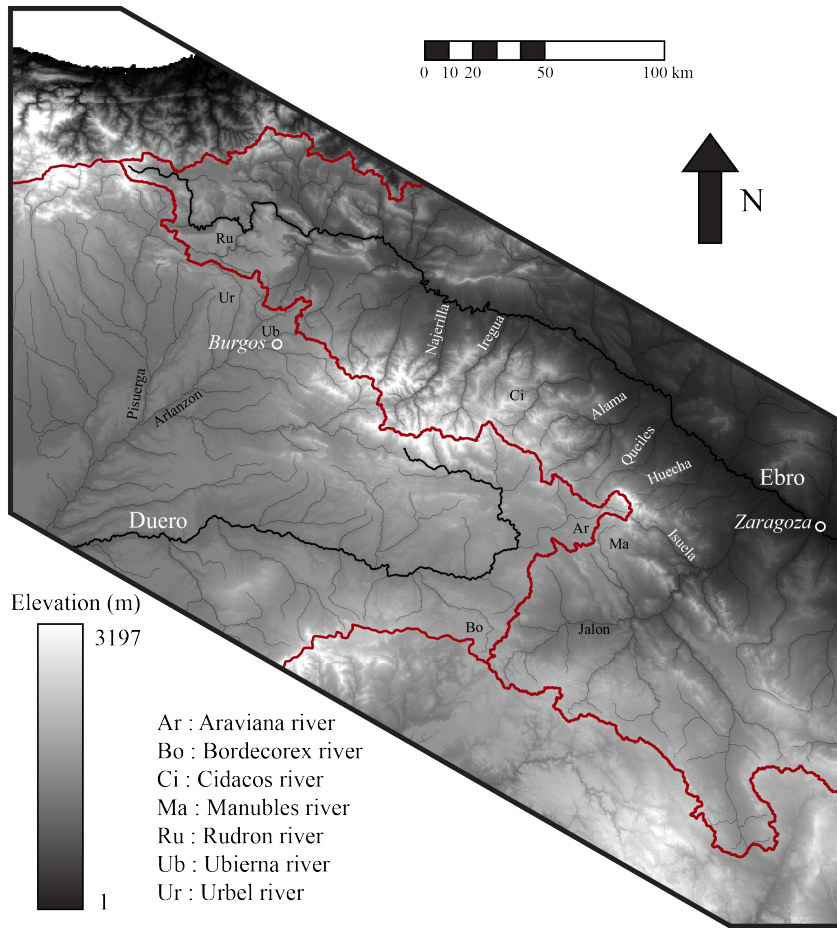 0 10 20 50 100 km
N
Ru
Ur
Ub
Burgos
Najerilla
Iregua
Pisuerga
Arlanzon
Ci
Alama
Queiles
Huecha
Ebro
Zaragoza
Duero
Ar
Ma
Isuela
Bo
Jalon
Elevation (m)
3197
1
Ar : Araviana river
Bo : Bordecorex river
Ci : Cidacos river
Ma : Manubles river
Ru : Rudron river
Ub : Ubierna river
Ur : Urbel river